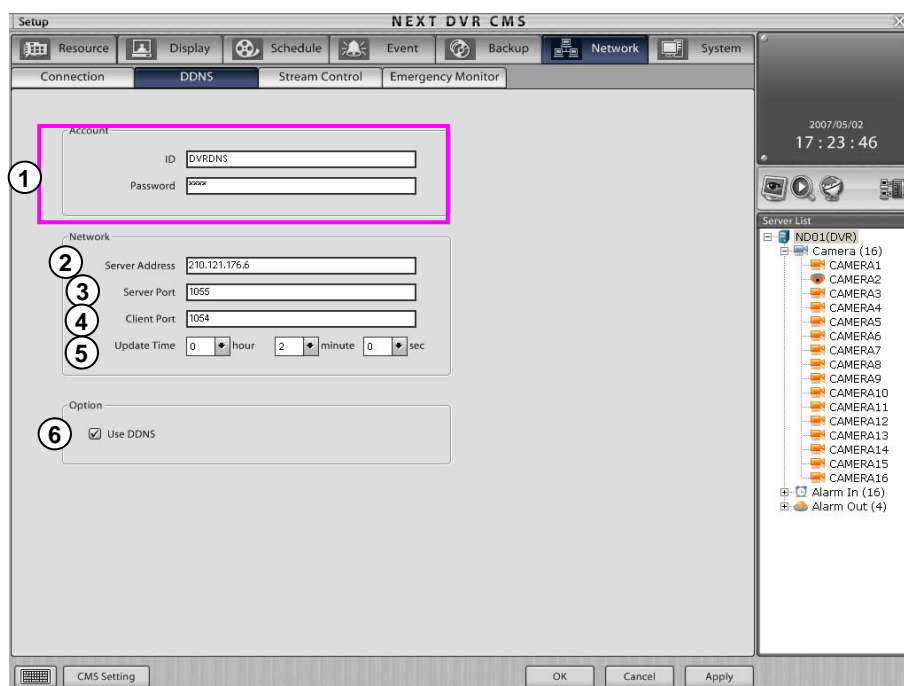 Setup NEXT DVR CMS
Resource Display Schedule Event Backup Network System
Connection DDNS Stream Control Emergency Monitor
Account
1
ID DVRDNS
Password xxxx
Network
2 Server Address 210.121.176.6
3 Server Port 1055
4 Client Port 1054
5 Update Time 0 hour 2 minute 0 sec
Option
6 Use DDNS
CMS Setting OK Cancel Apply
2007/05/02
17 : 23 : 46
Server List
ND01(DVR)
Camera (16)
CAMERA1
CAMERA2
CAMERA3
CAMERA4
CAMERA5
CAMERA6
CAMERA7
CAMERA8
CAMERA9
CAMERA10
CAMERA11
CAMERA12
CAMERA13
CAMERA14
CAMERA15
CAMERA16
Alarm In (16)
Alarm Out (4)